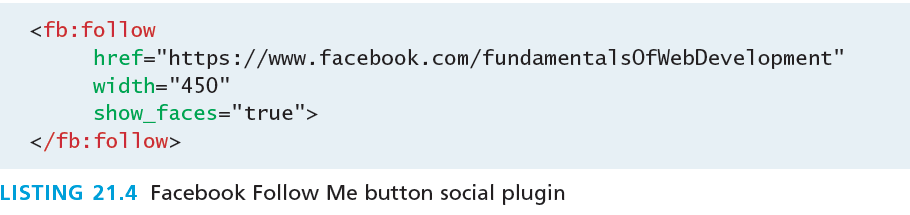 <fb:follow
href="https://www.facebook.com/fundamentalsOfWebDevelopment"
width="450"
show_faces="true">
</fb:follow>
LISTING 21.4 Facebook Follow Me button social plugin